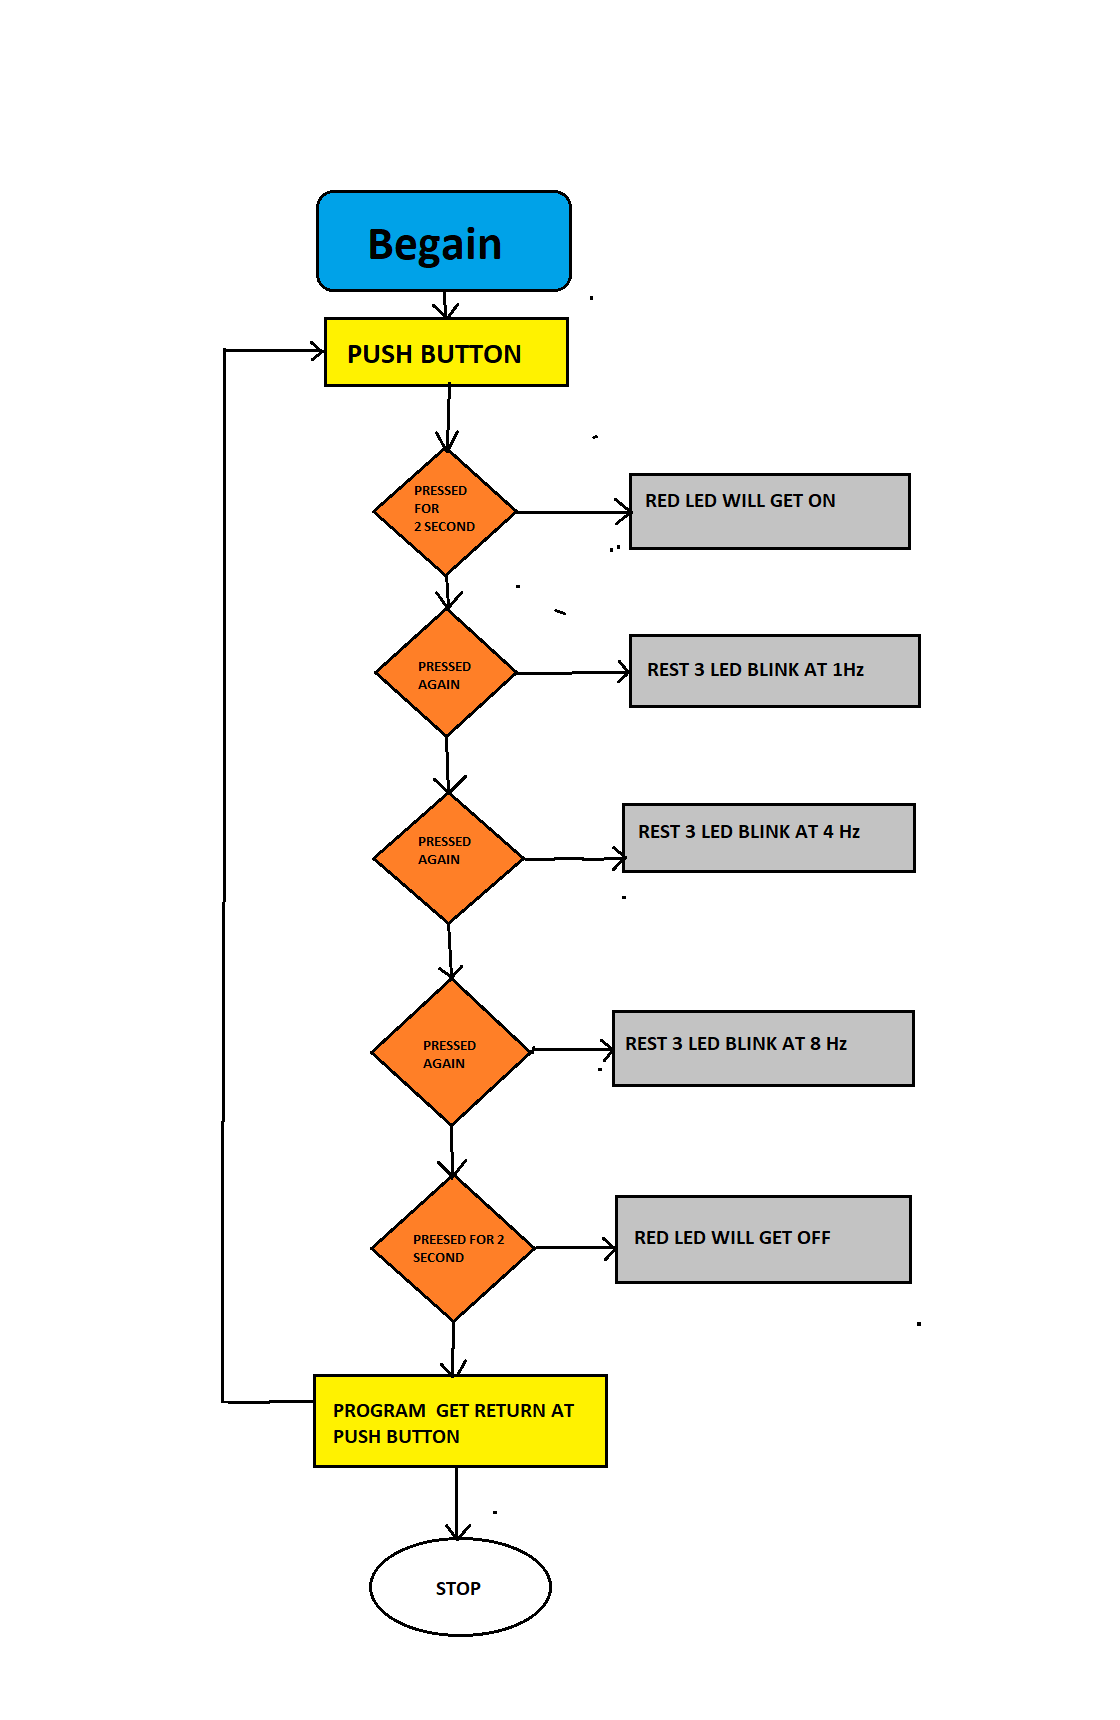 Begain
PUSH BUTTON
PRESSED
FOR
2 SECOND
RED LED WILL GET ON
PRESSED
AGAIN
REST 3 LED BLINK AT 1Hz
PRESSED
AGAIN
REST 3 LED BLINK AT 4 Hz
PRESSED
AGAIN
REST 3 LED BLINK AT 8 Hz
PREESED FOR 2
SECOND
RED LED WILL GET OFF
PROGRAM  GET RETURN AT
PUSH BUTTON
STOP